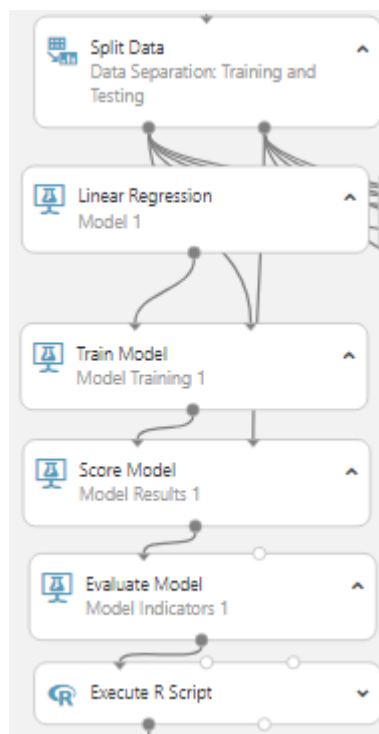 Split Data
Data Separation: Training and
Testing
Linear Regression
Model 1
Train Model
Model Training 1
Score Model
Model Results 1
Evaluate Model
Model Indicators 1
Execute R Script